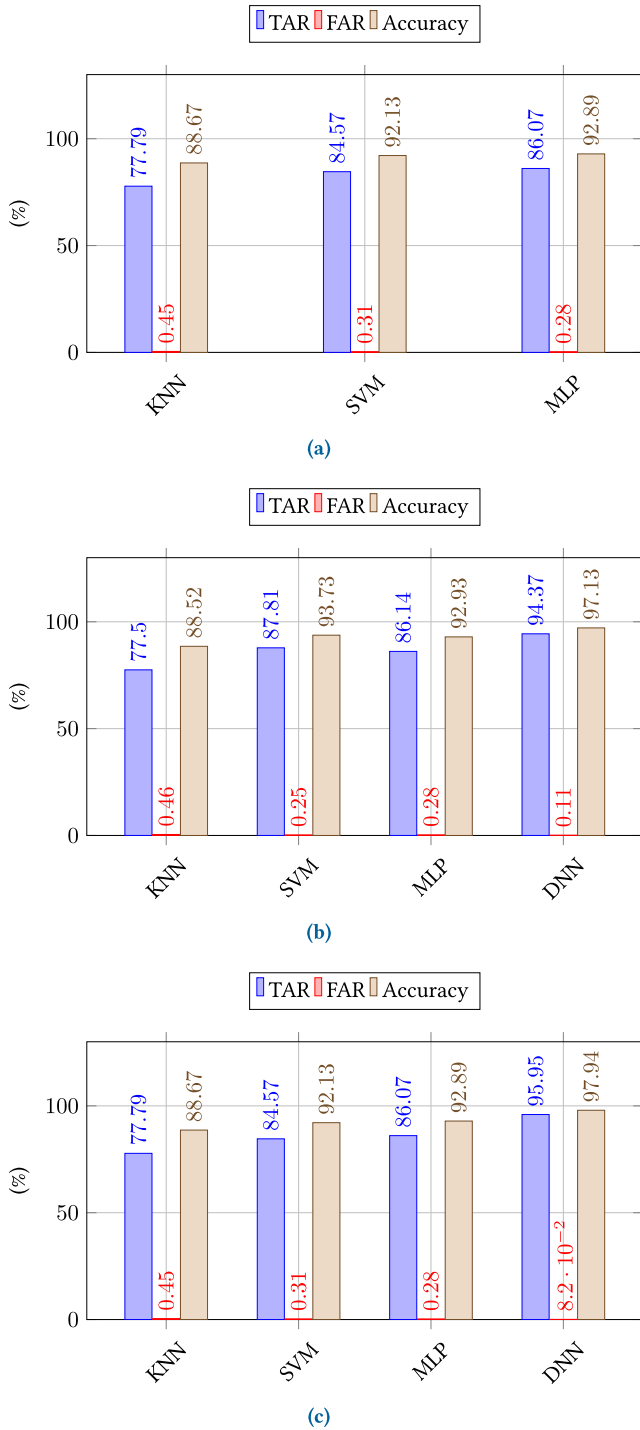 TAR FAR Accuracy
77.79 88.67 84.57 92.13 86.07 92.89
0.45 0.31 0.28
100
50
0
(%)
KNN SVM MLP
(a)
TAR FAR Accuracy
77.5 88.52 87.81 93.73 86.14 92.93 94.37 97.13
0.46 0.25 0.28 0.11
100
50
0
(%)
KNN SVM MLP DNN
(b)
TAR FAR Accuracy
77.79 88.67 84.57 92.13 86.07 92.89 95.95 97.94
0.45 0.31 0.28 8.2 · 10⁻²
100
50
0
(%)
KNN SVM MLP DNN
(c)